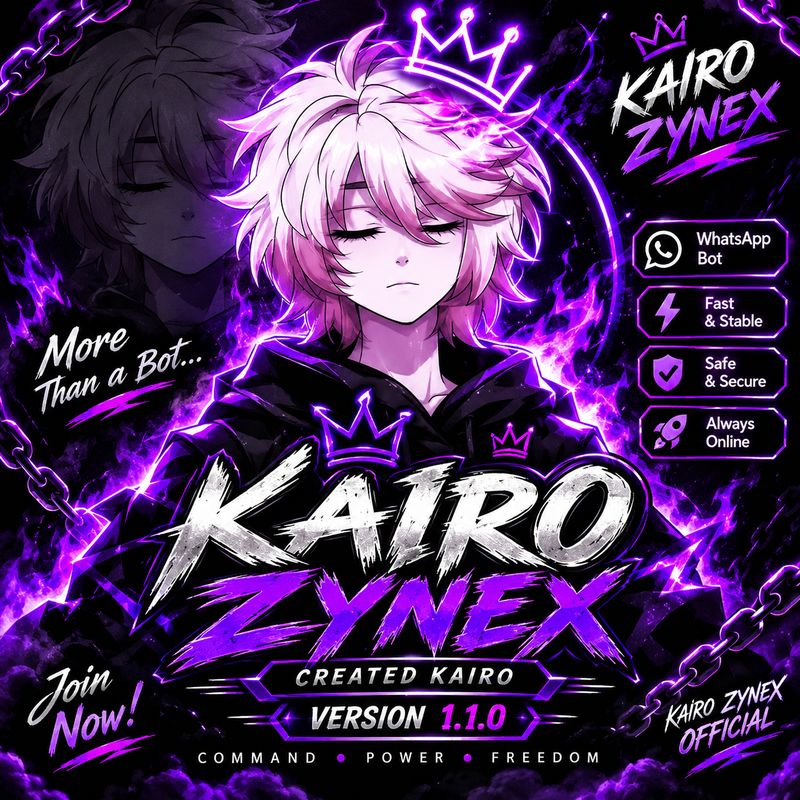 KAIRO
ZYNEX
WhatsApp
Bot
Fast
& Stable
Safe
& Secure
Always
Online
More
Than a Bot...
KAIRO
ZYNEX
CREATED KAIRO
VERSION 1.1.0
COMMAND • POWER • FREEDOM
Join
Now!
KAIRO ZYNEX
OFFICIAL